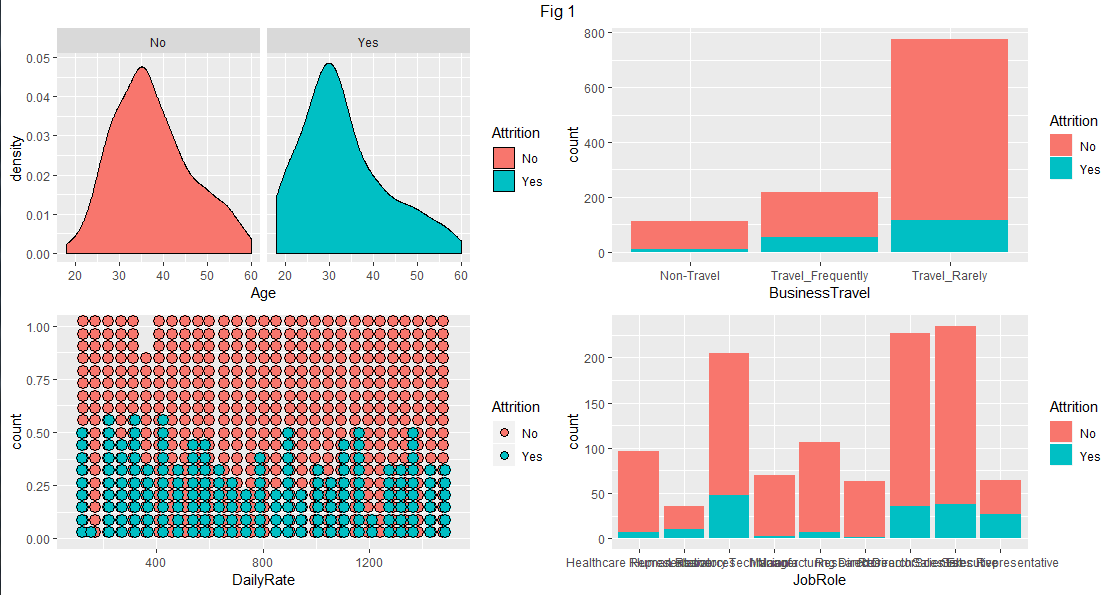 Fig 1
No Yes
0.05
0.04
0.03
0.02
0.01
0.00
density
20 30 40 50 60 20 30 40 50 60
Age
Attrition
No
Yes
800
600
400
200
0
count
Non-Travel Travel_Frequently Travel_Rarely
BusinessTravel
Attrition
No
Yes
1.00
0.75
0.50
0.25
0.00
count
400 800 1200
DailyRate
Attrition
No
Yes
200
150
100
50
0
count
Healthcare Representative
JobRole
Attrition
No
Yes